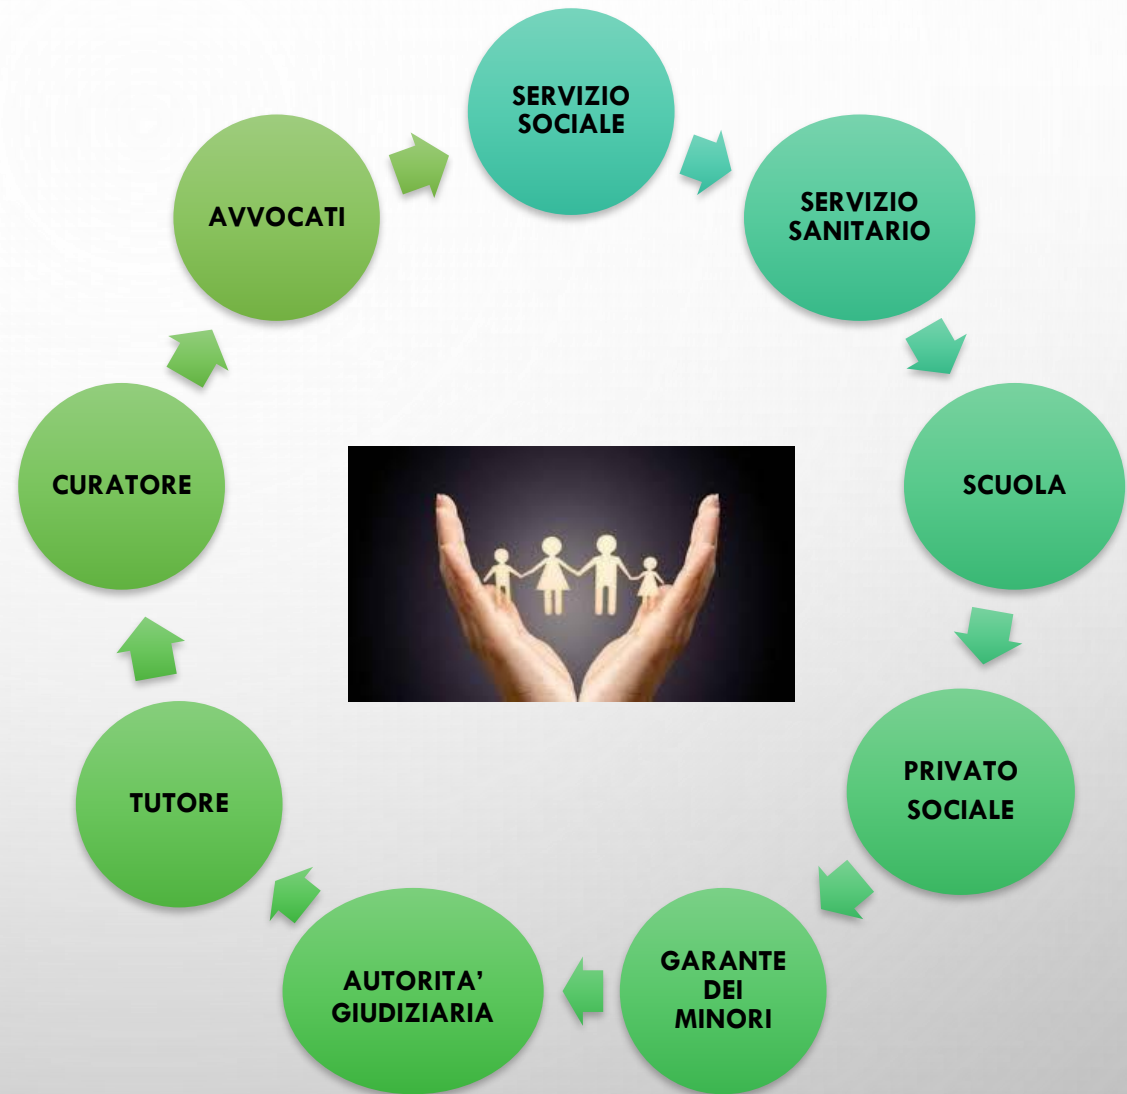 SERVIZIO
SOCIALE
SERVIZIO
SANITARIO
SCUOLA
PRIVATO
SOCIALE
GARANTE
DEI
MINORI
AUTORITA’
GIUDIZIARIA
TUTORE
CURATORE
AVVOCATI